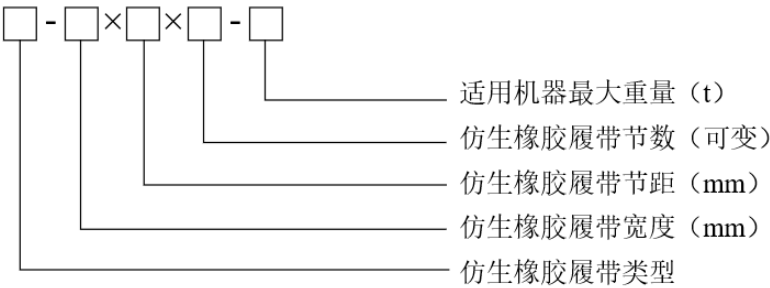 □-□×□×□-□
适用机器最大重量（t）
仿生橡胶履带节数（可变）
仿生橡胶履带节距（mm）
仿生橡胶履带宽度（mm）
仿生橡胶履带类型